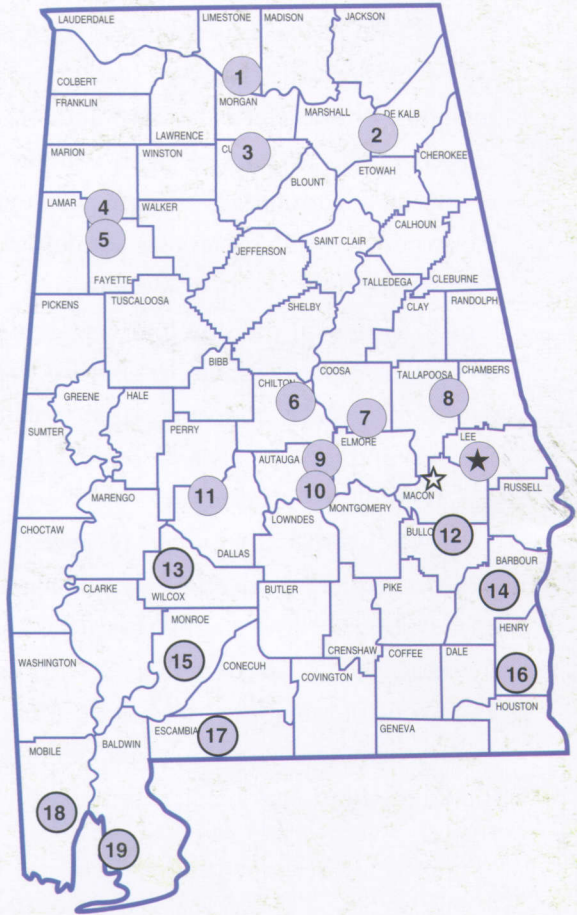 LAUDERDALE
LIMESTONE
MADISON
JACKSON
COLBERT
1
FRANKLIN
MORGAN
MARSHALL
DE KALB
2
LAWRENCE
MARION
WINSTON
CU
3
CHEROKEE
BLOUNT
ETOWAH
LAMAR
4
WALKER
5
CALHOUN
SAINT CLAIR
JEFFERSON
FAYETTE
TALLEDEGA
CLEBURNE
PICKENS
TUSCALOOSA
SHELBY
CLAY
RANDOLPH
BIBB
COOSA
TALLAPOOSA
CHAMBERS
CHILTON
6
GREENE
HALE
7
8
SUMTER
PERRY
ELMORE
LEE
AUTAUGA
9
MARENGO
11
10
MACON
RUSSELL
LOWNDES
MONTGOMERY
CHOCTAW
BULLO
12
DALLAS
BARBOUR
13
CLARKE
WILCOX
BUTLER
PIKE
14
MONROE
HENRY
15
CRENSHAW
COFFEE
DALE
WASHINGTON
CONECUH
COVINGTON
16
HOUSTON
ESCAMBIA
17
GENEVA
MOBILE
BALDWIN
18
19